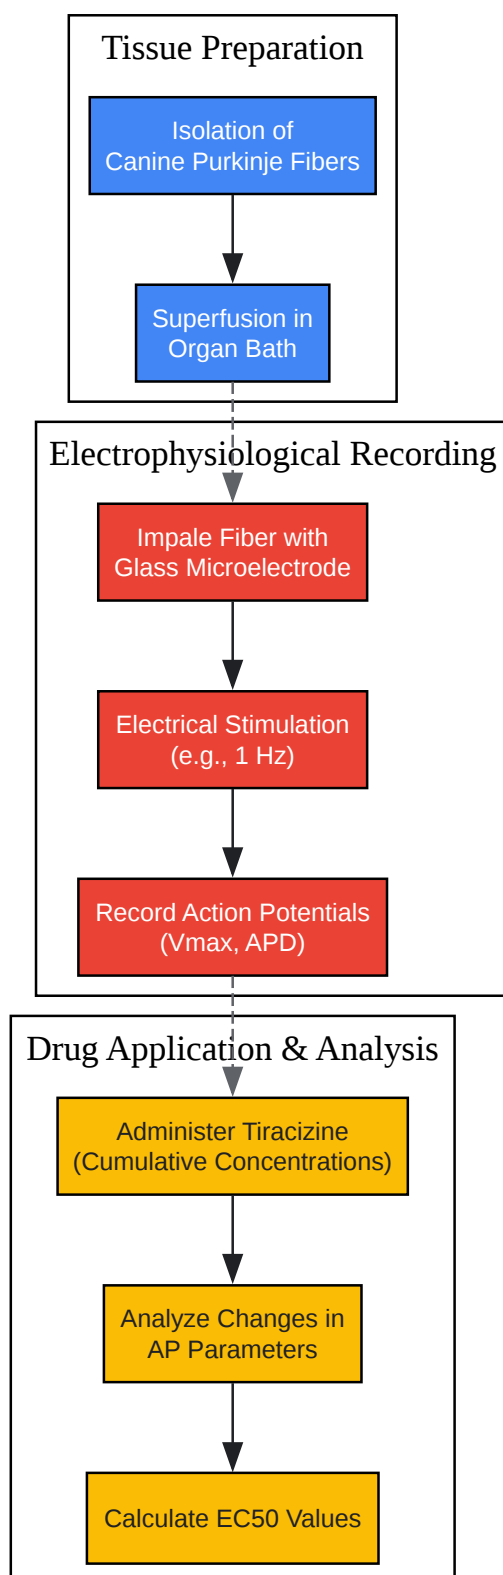 Tissue Preparation
Isolation of
Canine Purkinje Fibers
Superfusion in
Organ Bath
Electrophysiological Recording
Impale Fiber with
Glass Microelectrode
Electrical Stimulation
(e.g., 1 Hz)
Record Action Potentials
(Vmax, APD)
Drug Application & Analysis
Administer Tiracizine
(Cumulative Concentrations)
Analyze Changes in
AP Parameters
Calculate EC50 Values